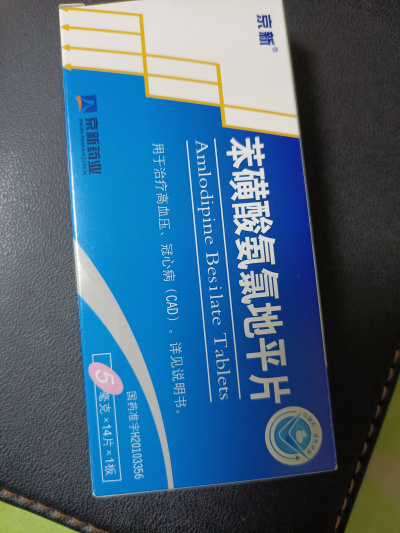 京新®
苯磺酸氨氯地平片
Amlodipine Besilate Tablets
用于治疗高血压、冠心病（CAD）。详见说明书。
京新药业
国药准字H20103356
5毫克×14片×1板